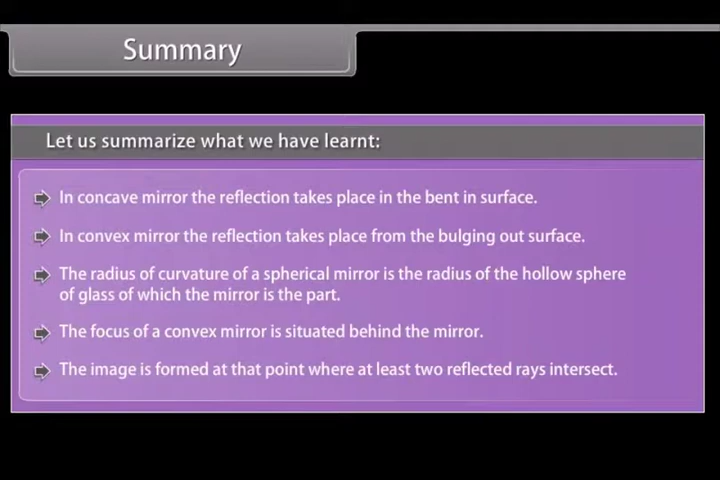 Summary
Let us summarize what we have learnt:
In concave mirror the reflection takes place in the bent in surface.
In convex mirror the reflection takes place from the bulging out surface.
The radius of curvature of a spherical mirror is the radius of the hollow sphere
of glass of which the mirror is the part.
The focus of a convex mirror is situated behind the mirror.
The image is formed at that point where at least two reflected rays intersect.